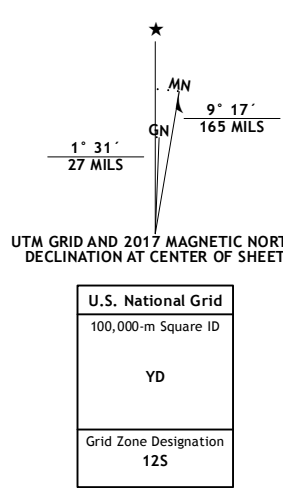 MN
GN
9° 17´
165 MILS
1° 31´
27 MILS
UTM GRID AND 2017 MAGNETIC NORT
DECLINATION AT CENTER OF SHEET
U.S. National Grid
100,000-m Square ID
YD
Grid Zone Designation
12S